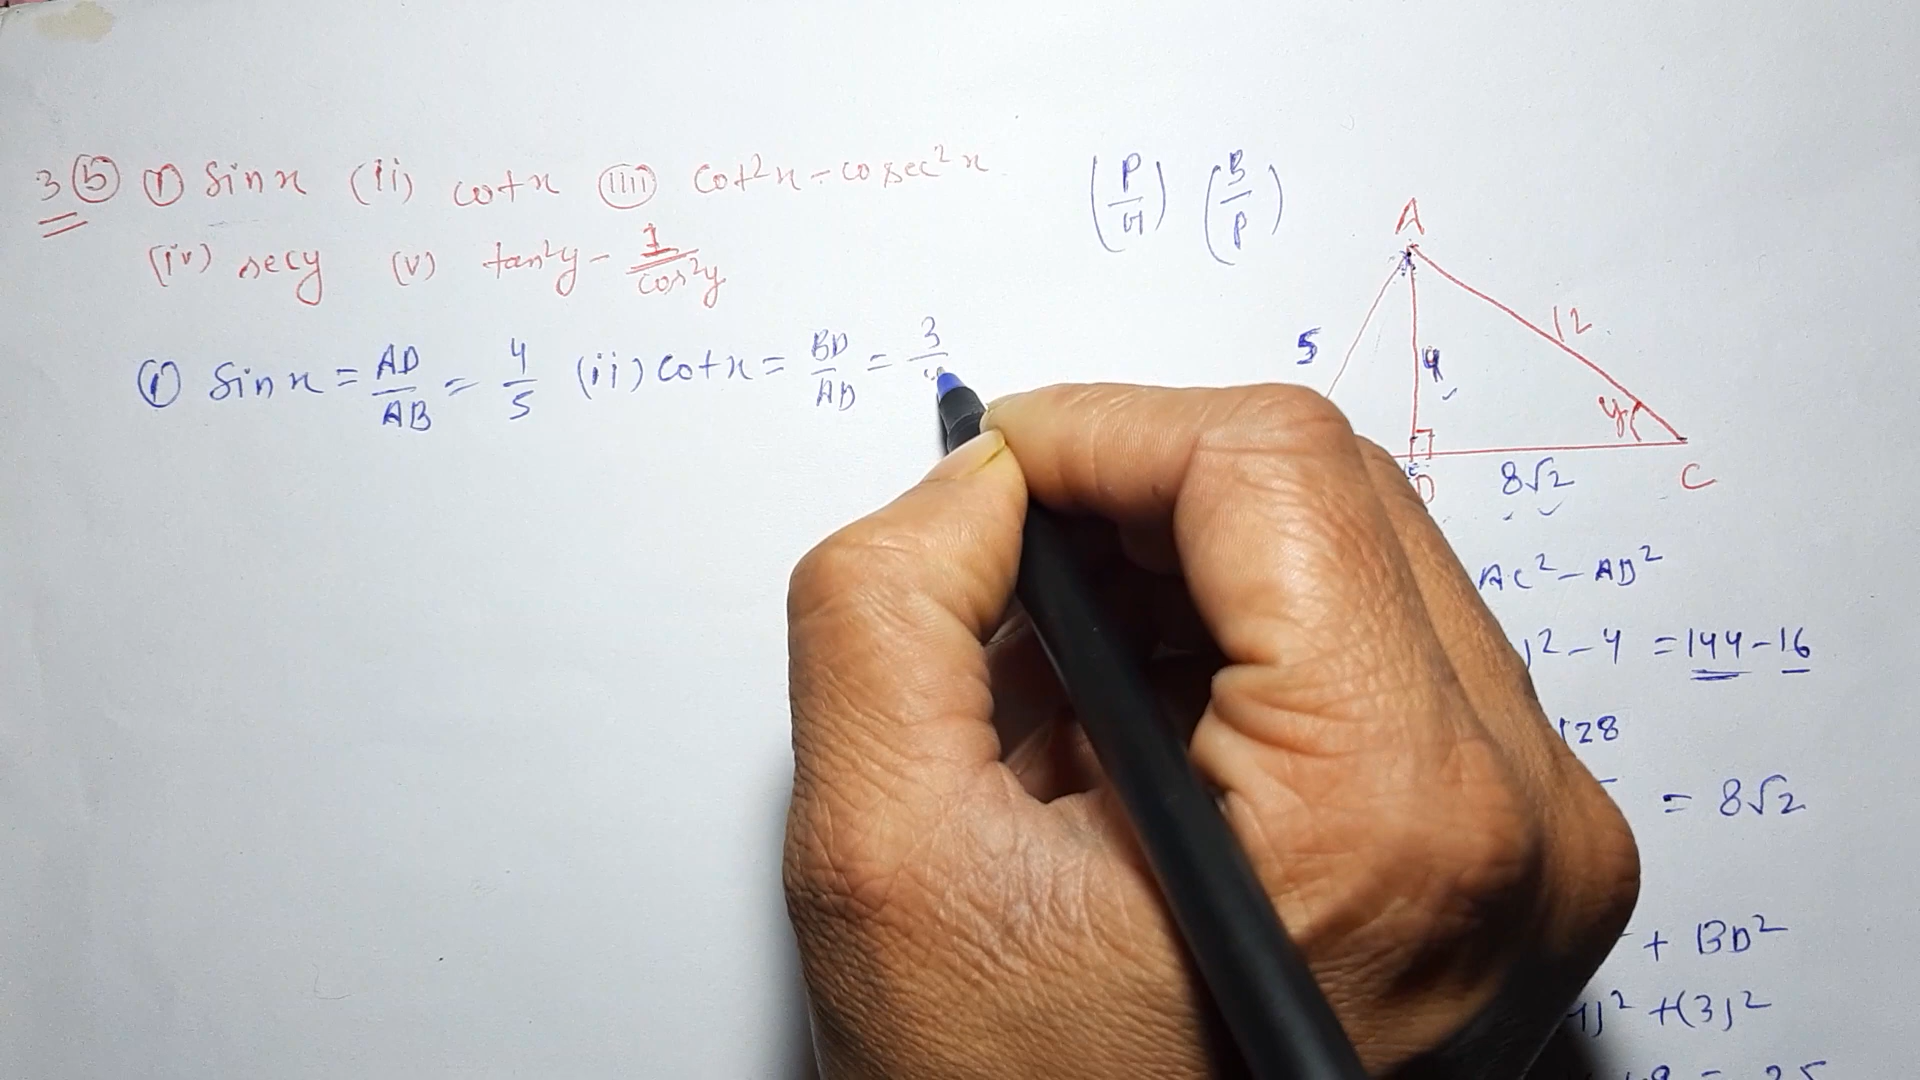 3 (b) (i) sin x (ii) cot x (iii) cot²x - cosec²x
(iv) sec y (v) tan²y - 1/cos²y
(P/H) (B/P)
(i) sin x = AD/AB = 4/5 (ii) cot x = BD/AD = 3/
A
12
5
4
y
D
8√2
C
AC² - AD²
)² - 4 = 144 - 16
128
= 8√2
+ BD²
)² + (3)²
= 25